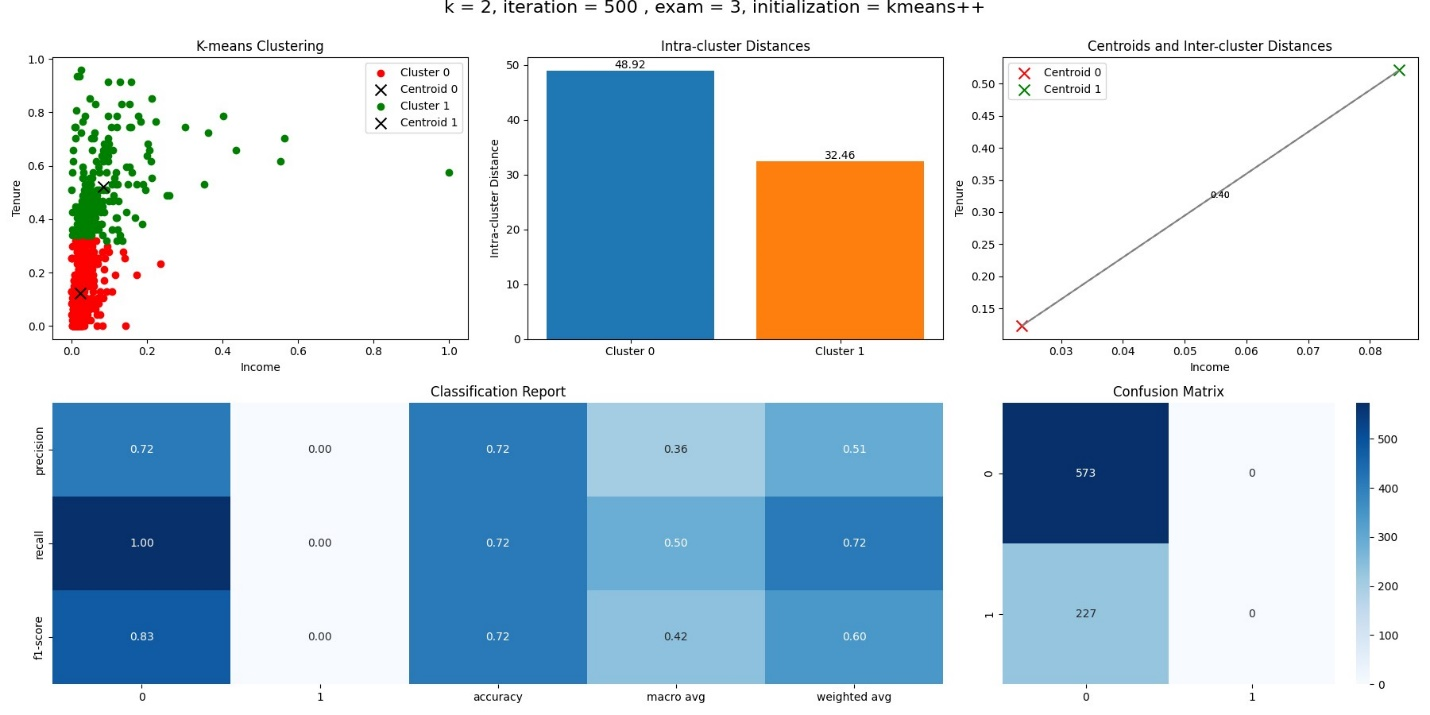 k = 2, iteration = 500 , exam = 3, initialization = kmeans++
K-means Clustering
Cluster 0
Centroid 0
Cluster 1
Centroid 1
1.0
0.8
0.6
0.4
0.2
0.0
Tenure
0.0 0.2 0.4 0.6 0.8 1.0
Income
Intra-cluster Distances
48.92
32.46
50
40
30
20
10
0
Intra-cluster Distance
Cluster 0 Cluster 1
Centroids and Inter-cluster Distances
Centroid 0
Centroid 1
0.40
0.50
0.45
0.40
0.35
0.30
0.25
0.20
0.15
Tenure
0.03 0.04 0.05 0.06 0.07 0.08
Income
Classification Report
precision 0.72 0.00 0.72 0.36 0.51
recall 1.00 0.00 0.72 0.50 0.72
f1-score 0.83 0.00 0.72 0.42 0.60
0 1 accuracy macro avg weighted avg
Confusion Matrix
0 573 0
1 227 0
0 1
500
400
300
200
100
0